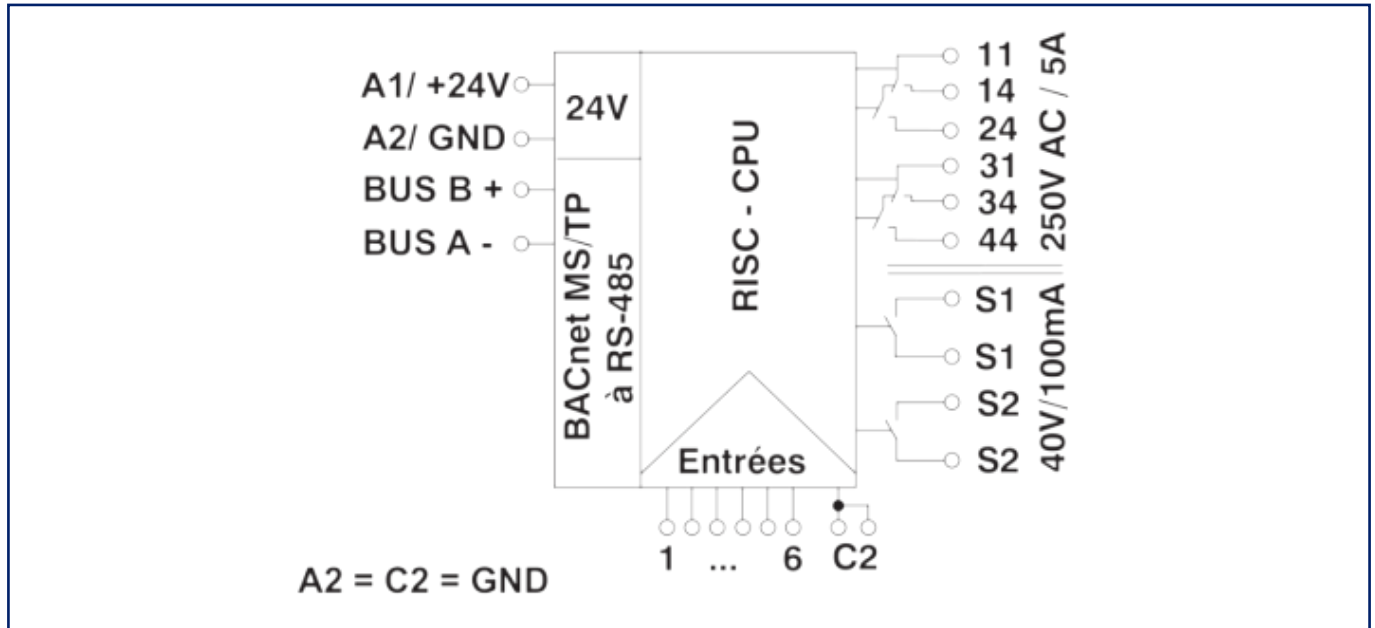 A1/ +24V
A2/ GND
BUS B +
BUS A -
24V
BACnet MS/TP
à RS-485
RISC - CPU
Entrées
11
14
24
31
34
44
250V AC / 5A
S1
S1
S2
S2
40V/100mA
1 ... 6 C2
A2 = C2 = GND